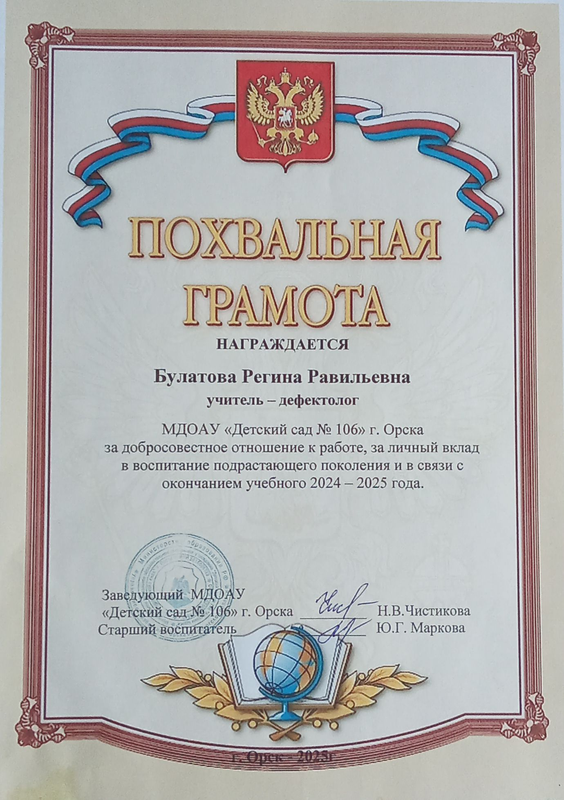 ПОХВАЛЬНАЯ
ГРАМОТА
НАГРАЖДАЕТСЯ
Булатова Регина Равильевна
учитель – дефектолог
МДОАУ «Детский сад № 106» г. Орска
за добросовестное отношение к работе, за личный вклад
в воспитание подрастающего поколения и в связи с
окончанием учебного 2024 – 2025 года.
Заведующий МДОАУ
«Детский сад № 106» г. Орска Н.В.Чистикова
Старший воспитатель Ю.Г. Маркова
г. Орск - 2025г